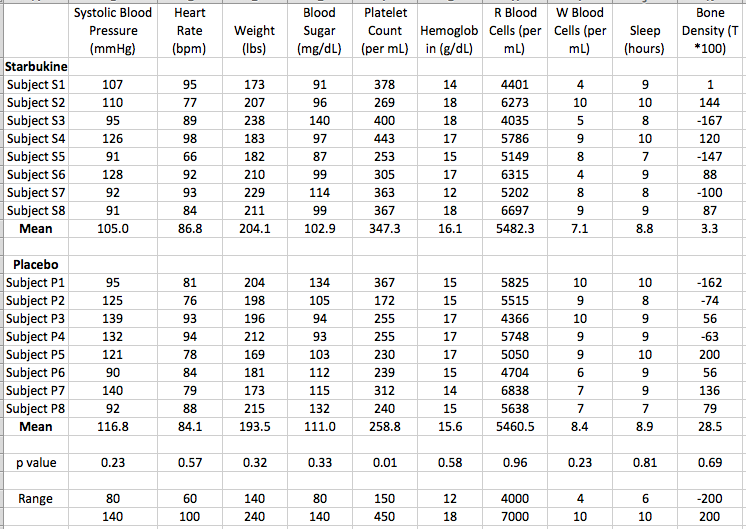 Systolic Blood Heart Blood Platelet R Blood W Blood Bone
Pressure Rate Weight Sugar Count Hemoglob Cells (per Cells (per Sleep Density (T
(mmHg) (bpm) (lbs) (mg/dL) (per mL) in (g/dL) mL) mL) (hours) *100)
Starbukine
Subject S1 107 95 173 91 378 14 4401 4 9 1
Subject S2 110 77 207 96 269 18 6273 10 10 144
Subject S3 95 89 238 140 400 18 4035 5 8 -167
Subject S4 126 98 183 97 443 17 5786 9 10 120
Subject S5 91 66 182 87 253 15 5149 8 7 -147
Subject S6 128 92 210 99 305 17 6315 4 9 88
Subject S7 92 93 229 114 363 12 5202 8 8 -100
Subject S8 91 84 211 99 367 18 6697 9 9 87
Mean 105.0 86.8 204.1 102.9 347.3 16.1 5482.3 7.1 8.8 3.3
Placebo
Subject P1 95 81 204 134 367 15 5825 10 10 -162
Subject P2 125 76 198 105 172 15 5515 9 8 -74
Subject P3 139 93 196 94 255 17 4366 10 9 56
Subject P4 132 94 212 93 255 17 5748 9 9 -63
Subject P5 121 78 169 103 230 17 5050 9 10 200
Subject P6 90 84 181 112 239 15 4704 6 9 56
Subject P7 140 79 173 115 312 14 6838 7 9 136
Subject P8 92 88 215 132 240 15 5638 7 7 79
Mean 116.8 84.1 193.5 111.0 258.8 15.6 5460.5 8.4 8.9 28.5
p value 0.23 0.57 0.32 0.33 0.01 0.58 0.96 0.23 0.81 0.69
Range 80 60 140 80 150 12 4000 4 6 -200
140 100 240 140 450 18 7000 10 10 200